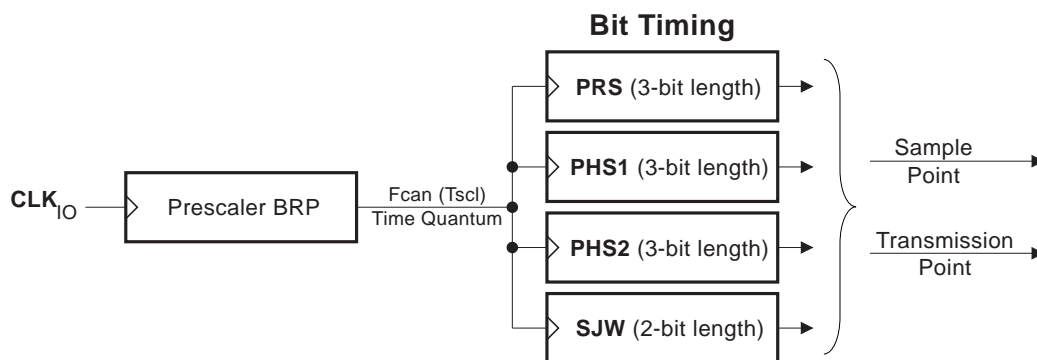 Bit Timing
PRS (3-bit length)
PHS1 (3-bit length)
CLKIO
Prescaler BRP
Fcan (Tscl)
Time Quantum
PHS2 (3-bit length)
SJW (2-bit length)
Sample
Point
Transmission
Point